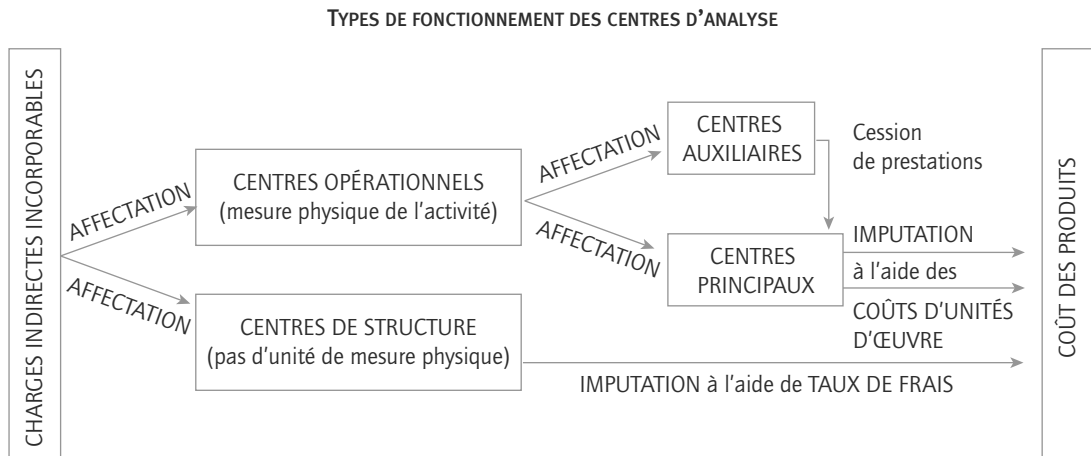 TYPES DE FONCTIONNEMENT DES CENTRES D’ANALYSE
CHARGES INDIRECTES INCORPORABLES
AFFECTATION
CENTRES OPÉRATIONNELS
(mesure physique de l’activité)
AFFECTATION
CENTRES
AUXILIAIRES
Cession
de prestations
AFFECTATION
CENTRES
PRINCIPAUX
IMPUTATION
à l’aide des
COÛTS D’UNITÉS
D’ŒUVRE
AFFECTATION
CENTRES DE STRUCTURE
(pas d’unité de mesure physique)
IMPUTATION à l’aide de TAUX DE FRAIS
COÛT DES PRODUITS